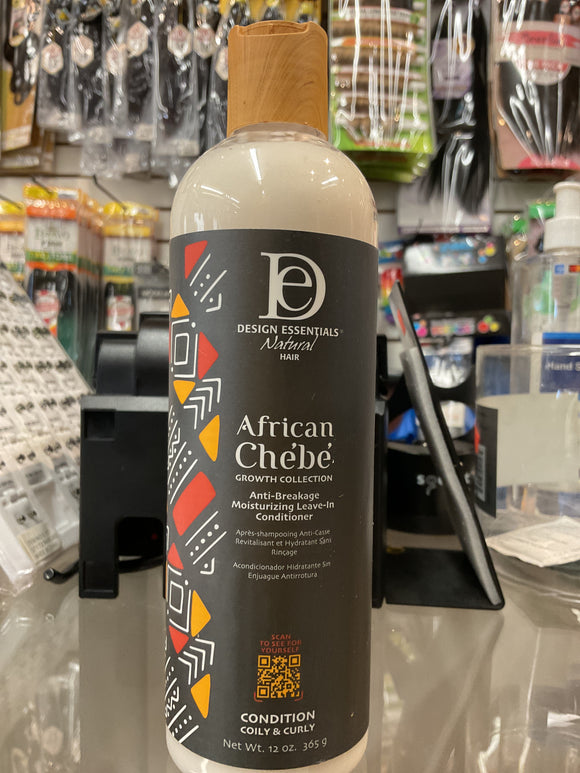 De
DESIGN ESSENTIALS®
Natural
HAIR
African
Chébé
GROWTH COLLECTION
Anti-Breakage
Moisturizing Leave-In
Conditioner
Après-shampooing Anti-Casse
Revitalisant et Hydratant Sans
Rinçage
Acondicionador Hidratante Sin
Enjuague Antirrotura
SCAN
TO SEE FOR
YOURSELF
CONDITION
COILY & CURLY
Net Wt. 12 oz. 365 g
Hand S